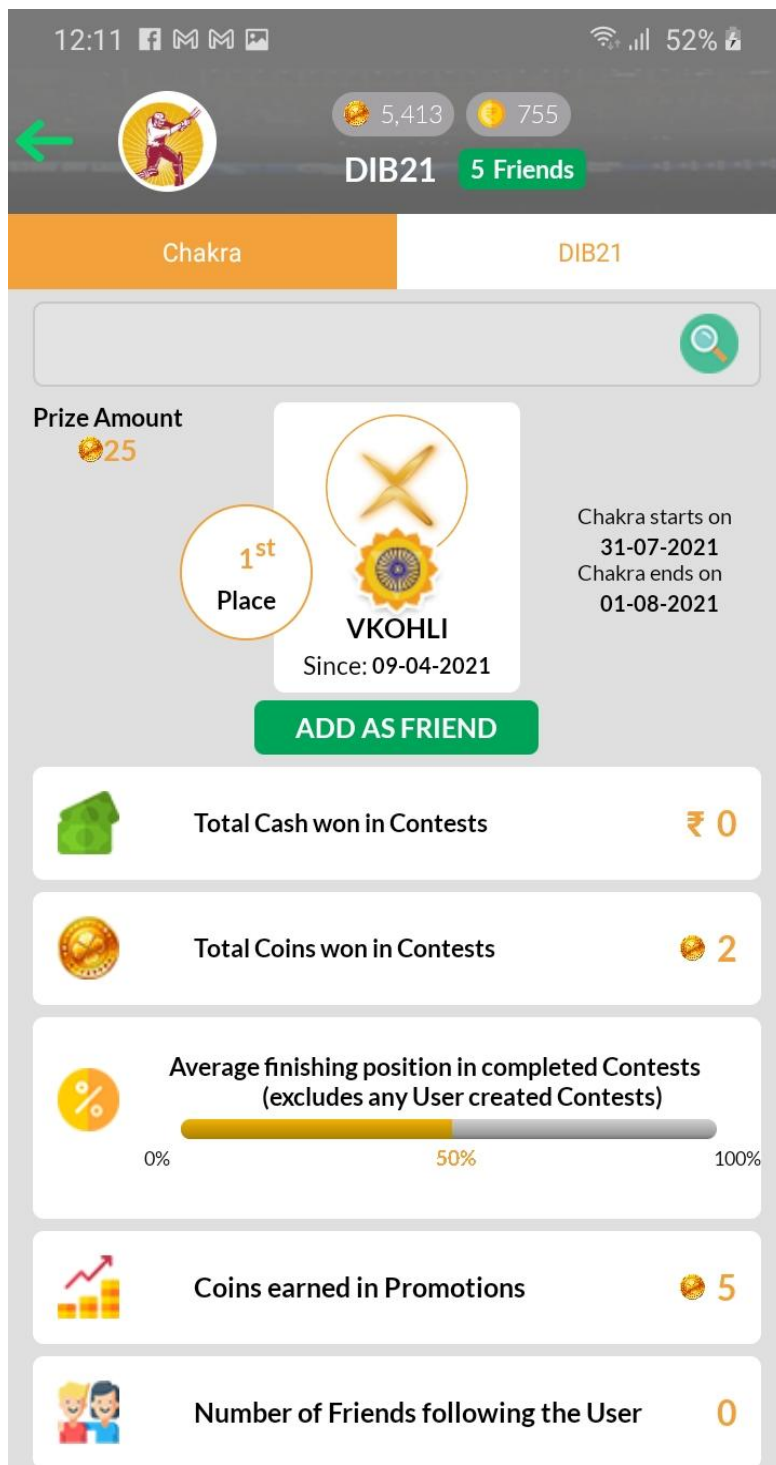 12:11 52%
5,413 755
DIB21 5 Friends
Chakra DIB21
Prize Amount
25
1st
Place
VKOHLI
Since: 09-04-2021
Chakra starts on
31-07-2021
Chakra ends on
01-08-2021
ADD AS FRIEND
Total Cash won in Contests ₹ 0
Total Coins won in Contests 2
Average finishing position in completed Contests
(excludes any User created Contests)
0% 50% 100%
Coins earned in Promotions 5
Number of Friends following the User 0